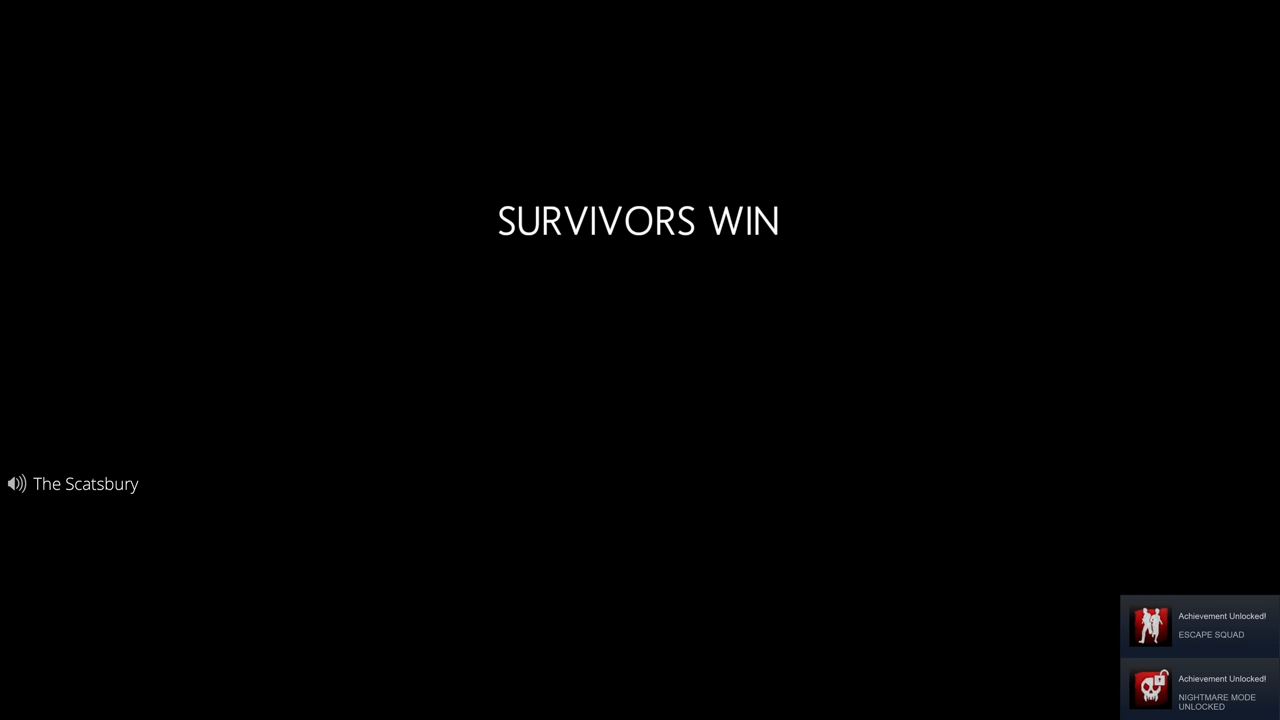 SURVIVORS WIN
The Scatsbury
Achievement Unlocked!
ESCAPE SQUAD
Achievement Unlocked!
NIGHTMARE MODE
UNLOCKED